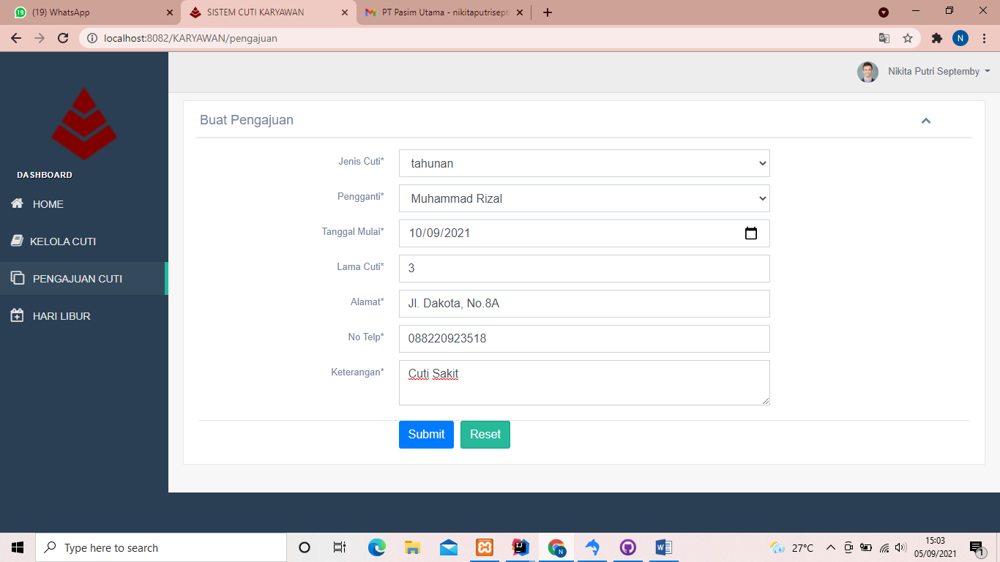 (19) WhatsApp
SISTEM CUTI KARYAWAN
PT Pasim Utama - nikitaputrisept
localhost:8082/KARYAWAN/pengajuan
N
Nikita Putri Septemby
DASHBOARD
HOME
KELOLA CUTI
PENGAJUAN CUTI
HARI LIBUR
Buat Pengajuan
Jenis Cuti* tahunan
Pengganti* Muhammad Rizal
Tanggal Mulai* 10/09/2021
Lama Cuti* 3
Alamat* Jl. Dakota, No.8A
No Telp* 088220923518
Keterangan* Cuti Sakit
Submit Reset
Type here to search
27°C
15:03
05/09/2021
1